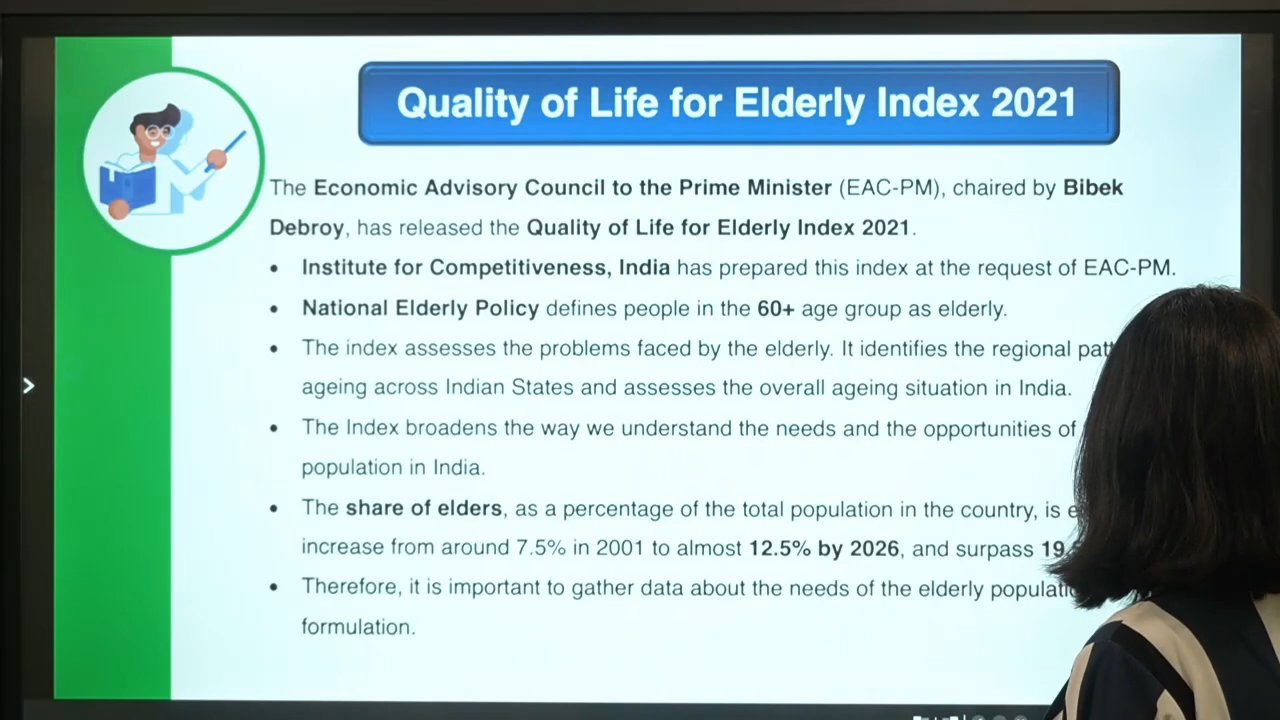 Quality of Life for Elderly Index 2021
The Economic Advisory Council to the Prime Minister (EAC-PM), chaired by Bibek
Debroy, has released the Quality of Life for Elderly Index 2021.
• Institute for Competitiveness, India has prepared this index at the request of EAC-PM.
• National Elderly Policy defines people in the 60+ age group as elderly.
• The index assesses the problems faced by the elderly. It identifies the regional
ageing across Indian States and assesses the overall ageing situation in India.
• The Index broadens the way we understand the needs and the opportunities of
population in India.
• The share of elders, as a percentage of the total population in the country, is
increase from around 7.5% in 2001 to almost 12.5% by 2026, and surpass
• Therefore, it is important to gather data about the needs of the elderly
formulation.